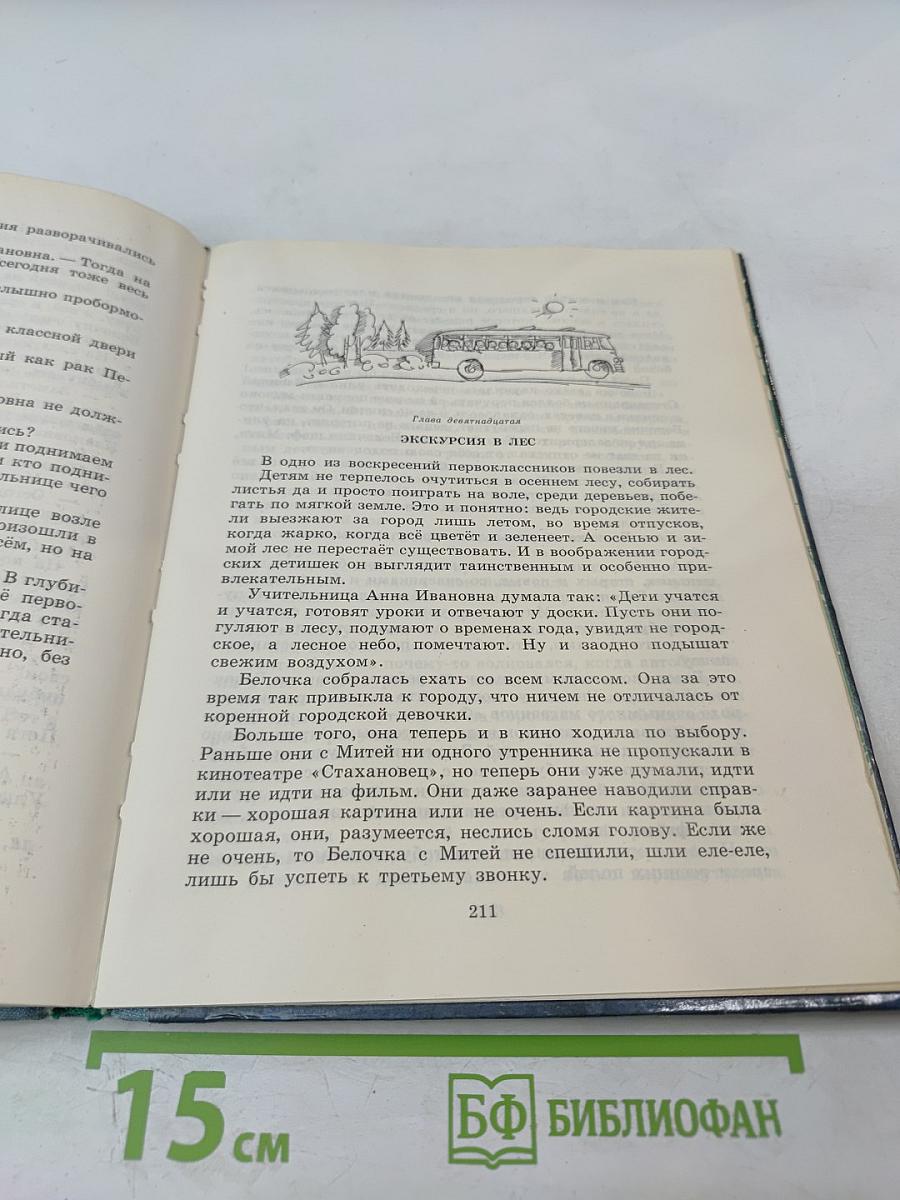 ия разворачивались
ановна. — Тогда на
сегодня тоже весь
лышно пробормо-
классной двери
ый как рак Пе-
овна не долж-
ись?
и поднимаем
и кто подни-
льнице чего
лице возле
оизошли в
сём, но на
В глуби-
ё перво-
гда ста-
тельни-
но, без
Глава девятнадцатая
ЭКСКУРСИЯ В ЛЕС
В одно из воскресений первоклассников повезли в лес.
Детям не терпелось очутиться в осеннем лесу, собирать
листья да и просто поиграть на воле, среди деревьев, побе-
гать по мягкой земле. Это и понятно: ведь городские жите-
ли выезжают за город лишь летом, во время отпусков,
когда жарко, когда всё цветёт и зеленеет. А осенью и зи-
мой лес не перестаёт существовать. И в воображении город-
ских детишек он выглядит таинственным и особенно при-
влекательным.
Учительница Анна Ивановна думала так: «Дети учатся
и учатся, готовят уроки и отвечают у доски. Пусть они по-
гуляют в лесу, подумают о временах года, увидят не город-
ское, а лесное небо, помечтают. Ну и заодно подышат
свежим воздухом».
Белочка собралась ехать со всем классом. Она за это
время так привыкла к городу, что ничем не отличалась от
коренной городской девочки.
Больше того, она теперь и в кино ходила по выбору.
Раньше они с Митей ни одного утренника не пропускали в
кинотеатре «Стахановец», но теперь они уже думали, идти
или не идти на фильм. Они даже заранее наводили справ-
ки — хорошая картина или не очень. Если картина была
хорошая, они, разумеется, неслись сломя голову. Если же
не очень, то Белочка с Митей не спешили, шли еле-еле,
лишь бы успеть к третьему звонку.
211
15 см
БФ БИБЛИОФАН